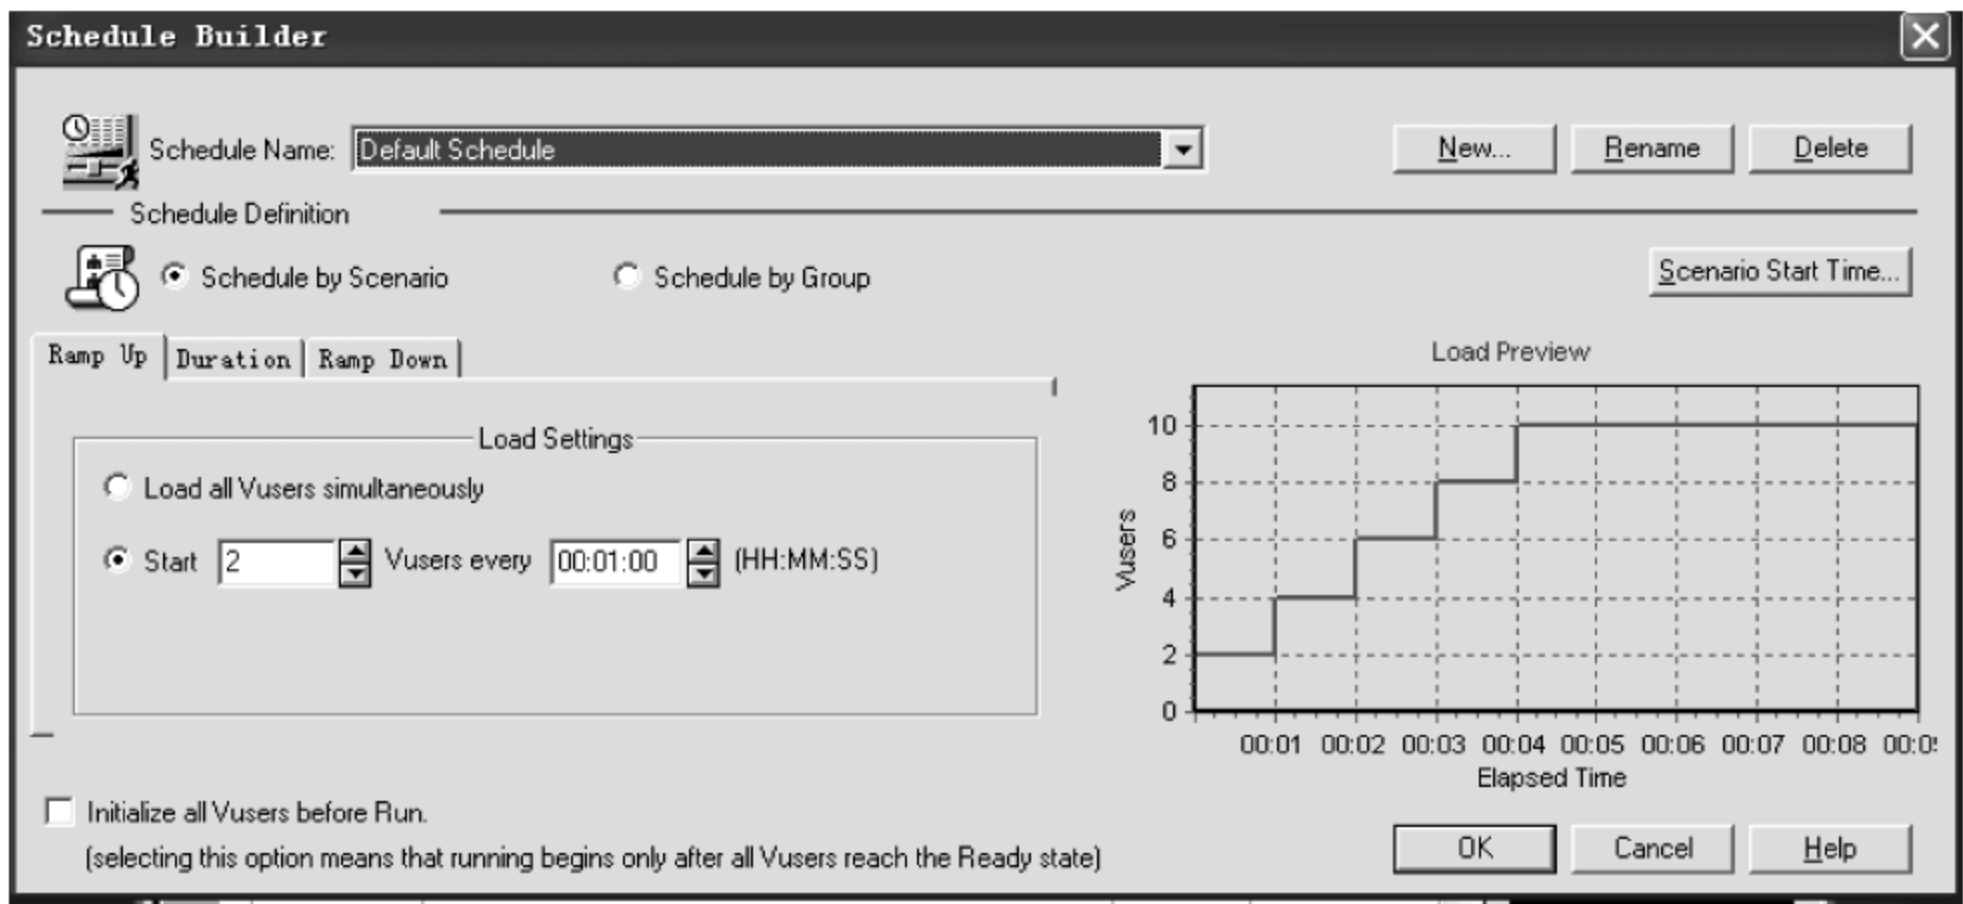 Schedule Builder
Schedule Name: Default Schedule New... Rename Delete
Schedule Definition
Schedule by Scenario Schedule by Group Scenario Start Time...
Ramp Up Duration Ramp Down
Load Settings
Load all Vusers simultaneously
Start 2 Vusers every 00:01:00 (HH:MM:SS)
Load Preview
Vusers
10
8
6
4
2
0
00:01 00:02 00:03 00:04 00:05 00:06 00:07 00:08
Elapsed Time
Initialize all Vusers before Run.
(selecting this option means that running begins only after all Vusers reach the Ready state)
OK Cancel Help